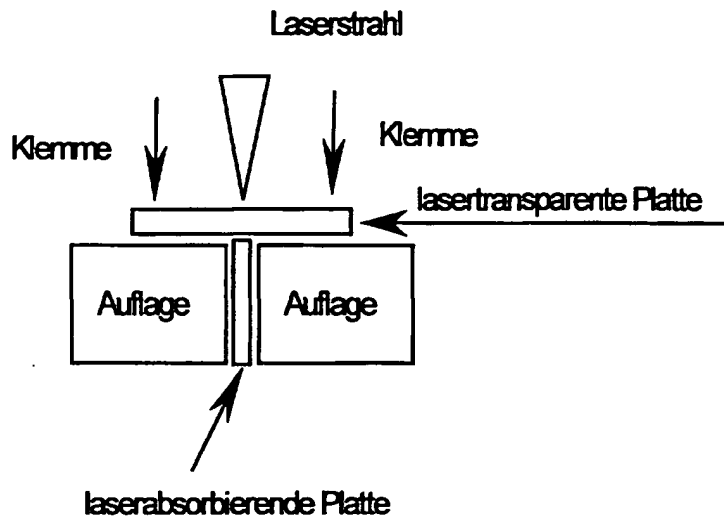 Laserstrahl
Klemme
Klemme
lasertransparente Platte
Auflage
Auflage
laserabsorbierende Platte